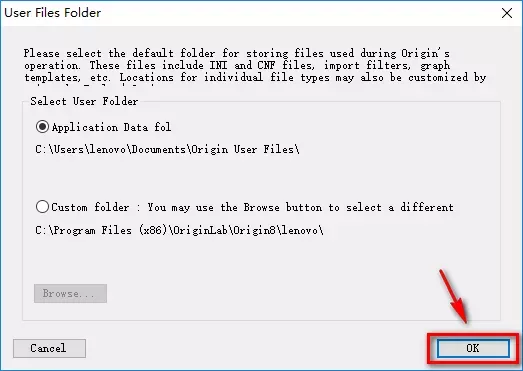 User Files Folder
Please select the default folder for storing files used during Origin's
operation. These files include INI and CNF files, import filters, graph
templates, etc. Locations for individual file types may also be customized by
Select User Folder
Application Data fol
C:\Users\lenovo\Documents\Origin User Files\
Custom folder : You may use the Browse button to select a different
C:\Program Files (x86)\OriginLab\Origin8\lenovo\
Browse...
Cancel
OK